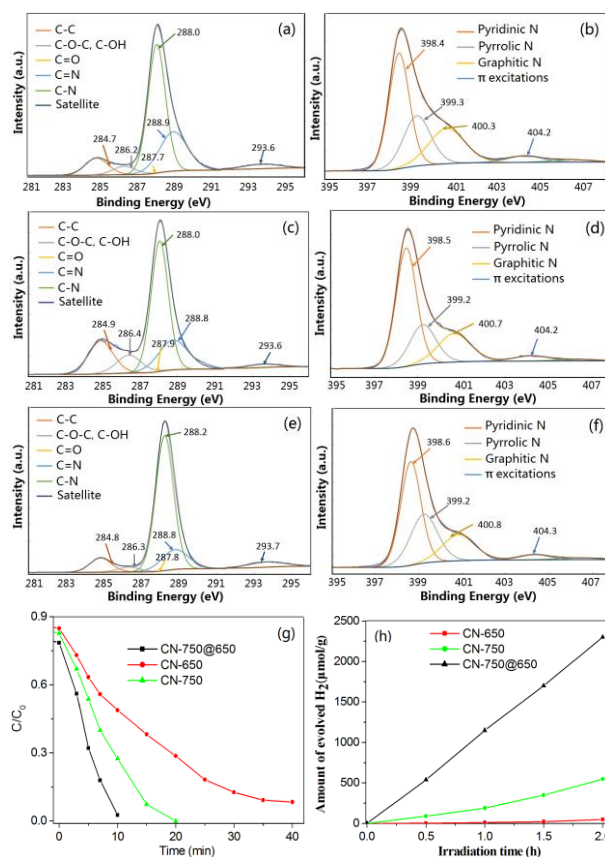 (a)
C-C
C-O-C, C-OH
C=O
C=N
C-N
Satellite
288.0
284.7
286.2
287.7
288.9
293.6
Intensity (a.u.)
281 283 285 287 289 291 293 295
Binding Energy (eV)
(b)
Pyridinic N
Pyrrolic N
Graphitic N
π excitations
398.4
399.3
400.3
404.2
Intensity (a.u.)
395 397 399 401 403 405 407
Binding Energy (eV)
(c)
C-C
C-O-C, C-OH
C=O
C=N
C-N
Satellite
288.0
284.9
286.4
287.9
288.8
293.6
Intensity (a.u.)
281 283 285 287 289 291 293 295
Binding Energy (eV)
(d)
Pyridinic N
Pyrrolic N
Graphitic N
π excitations
398.5
399.2
400.7
404.2
Intensity (a.u.)
395 397 399 401 403 405 407
Binding Energy (eV)
(e)
C-C
C-O-C, C-OH
C=O
C=N
C-N
Satellite
288.2
284.8
286.3
288.8
287.8
293.7
Intensity (a.u.)
281 283 285 287 289 291 293 295
Binding Energy (eV)
(f)
Pyridinic N
Pyrrolic N
Graphitic N
π excitations
398.6
399.2
400.8
404.3
Intensity (a.u.)
395 397 399 401 403 405 407
Binding Energy (eV)
(g)
CN-750@650
CN-650
CN-750
C/C0
0.9
0.6
0.3
0.0
0 10 20 30 40
Time (min)
(h)
CN-650
CN-750
CN-750@650
Amount of evolved H2(μmol/g)
2500
2250
2000
1750
1500
1250
1000
750
500
250
0
0.0 0.5 1.0 1.5 2.0
Irradiation time (h)